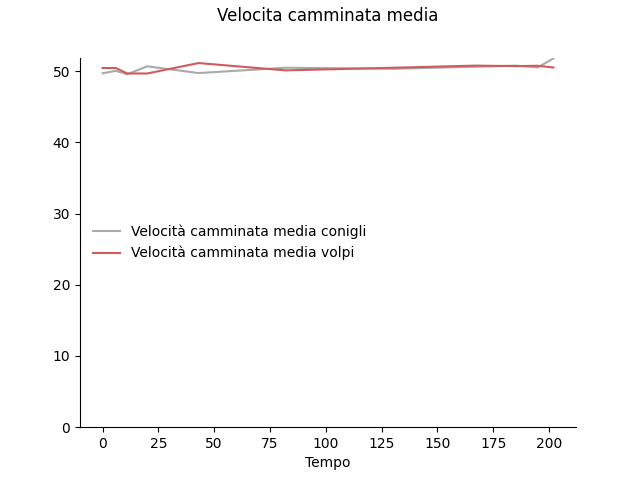 Velocita camminata media
50
40
30
20
10
0
Velocità camminata media conigli
Velocità camminata media volpi
0 25 50 75 100 125 150 175 200
Tempo